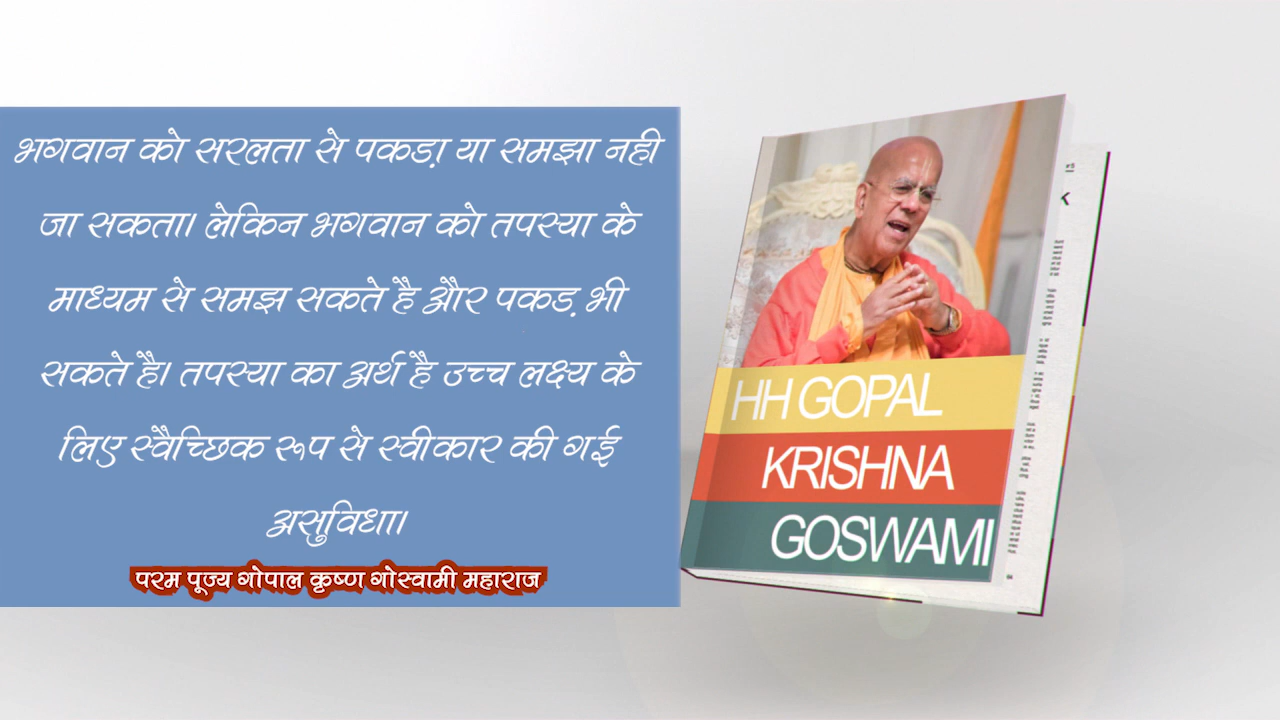 भगवान को सरलता से पकडा़ या समझा नही
जा सकता। लेकिन भगवान को तपस्या के
माध्यम से समझ सकते है और पकड़ भी
सकते है। तपस्या का अर्थ है उच्च लक्ष्य के
लिए स्वैच्छिक रूप से स्वीकार की गई
असुविधा।
परम पूज्य गोपाल कृष्ण गोस्वामी महाराज
HH GOPAL
KRISHNA
GOSWAMI